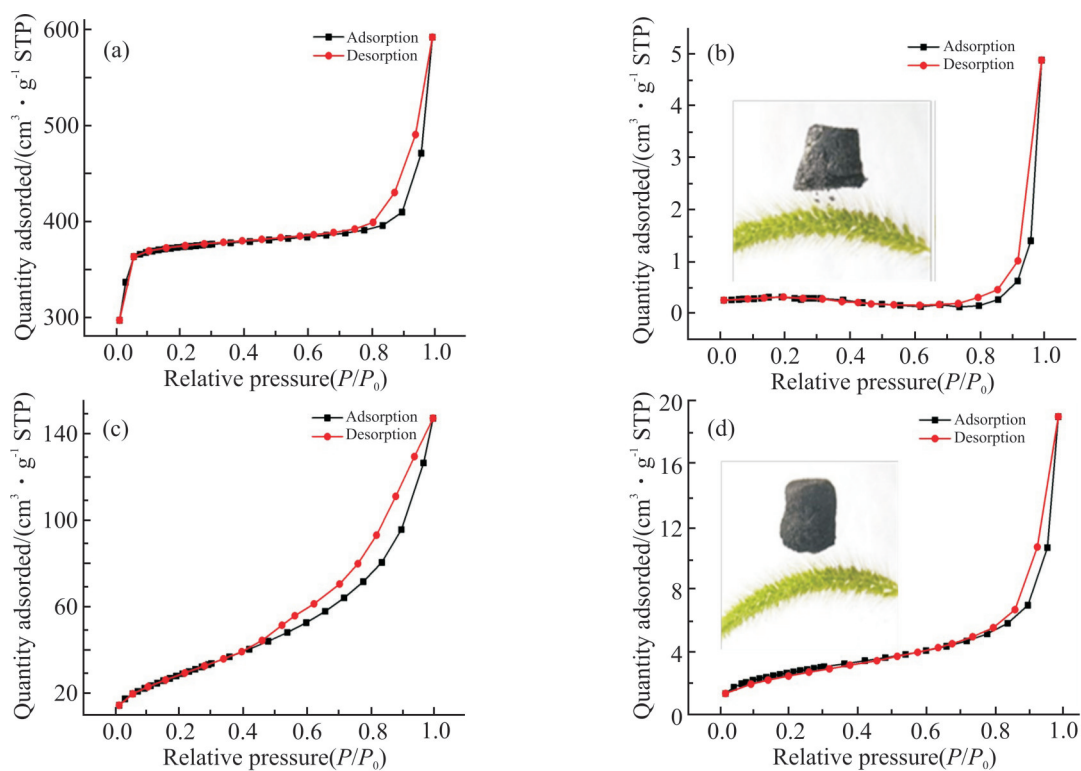 (a)
Adsorption
Desorption
Quantity adsorded/(cm³・g⁻¹ STP)
600
500
400
300
0.0 0.2 0.4 0.6 0.8 1.0
Relative pressure(P/P₀)
(b)
Adsorption
Desorption
Quantity adsorded/(cm³・g⁻¹ STP)
5
4
3
2
1
0
0.0 0.2 0.4 0.6 0.8 1.0
Relative pressure(P/P₀)
(c)
Adsorption
Desorption
Quantity adsorded/(cm³・g⁻¹ STP)
140
100
60
20
0.0 0.2 0.4 0.6 0.8 1.0
Relative pressure(P/P₀)
(d)
Adsorption
Desorption
Quantity adsorded/(cm³・g⁻¹ STP)
20
16
12
8
4
0
0.0 0.2 0.4 0.6 0.8 1.0
Relative pressure(P/P₀)